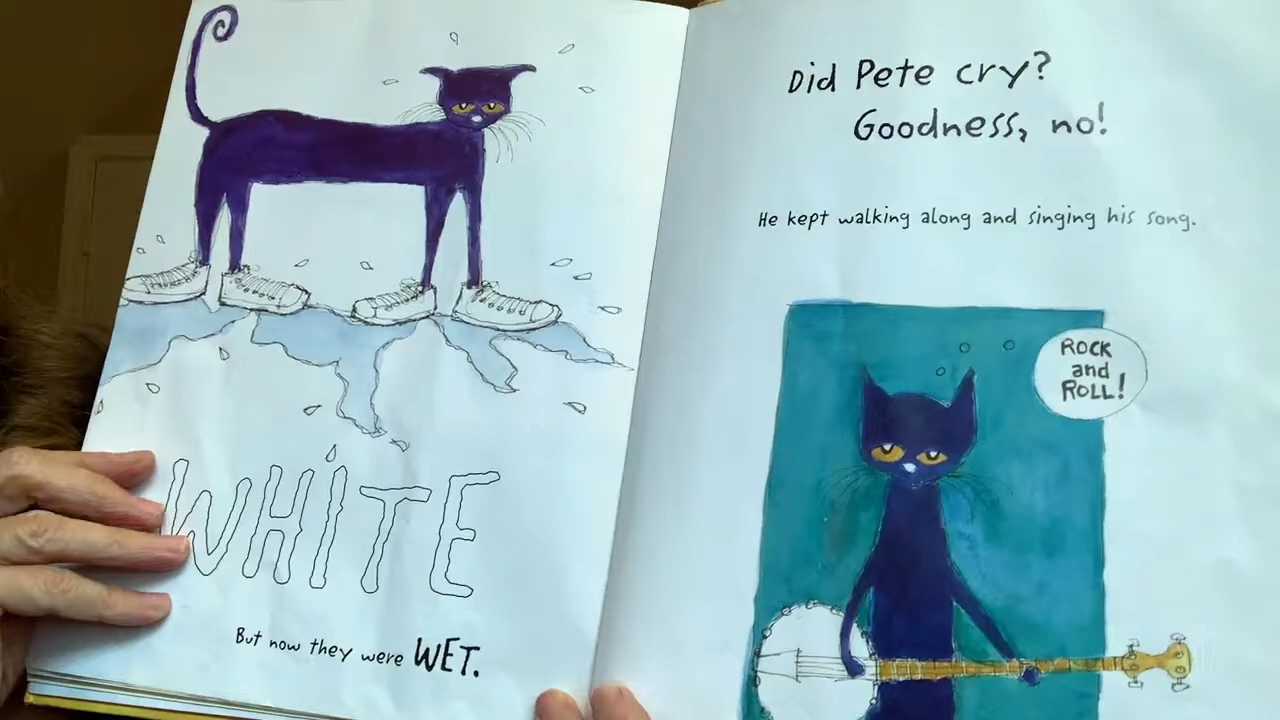 WHITE
But now they were WET.
Did Pete cry?
Goodness, no!
He kept walking along and singing his song.
ROCK
and
ROLL!